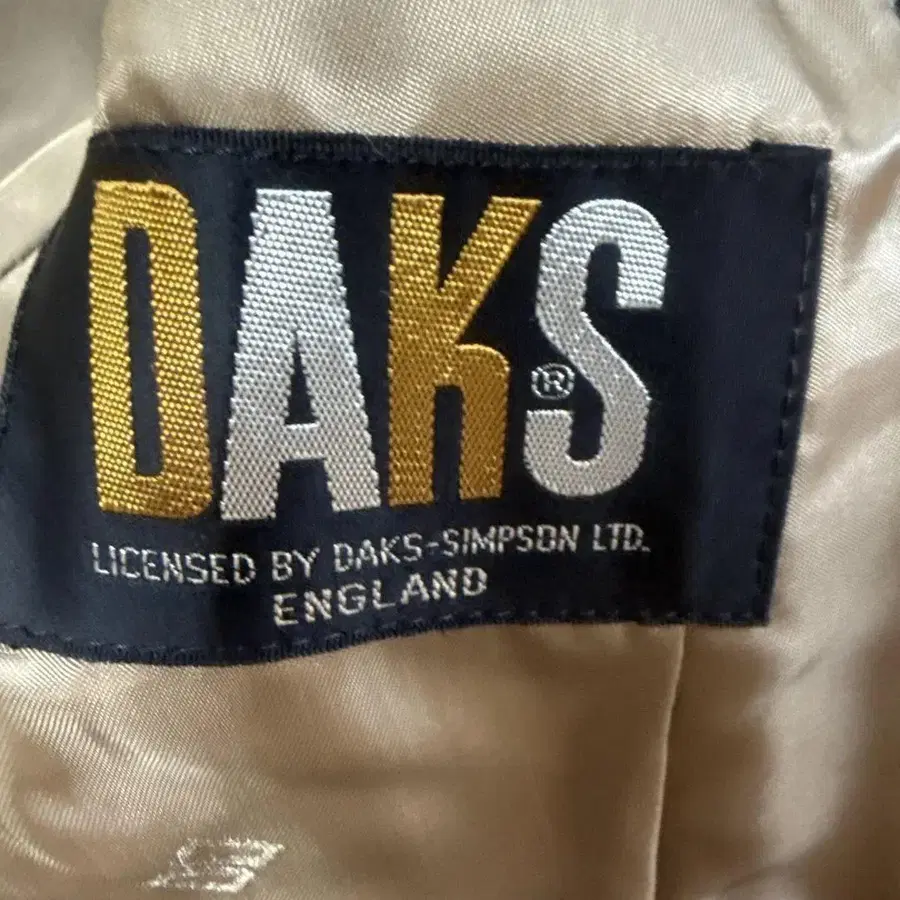 DAKS®
LICENSED BY DAKS-SIMPSON LTD.
ENGLAND